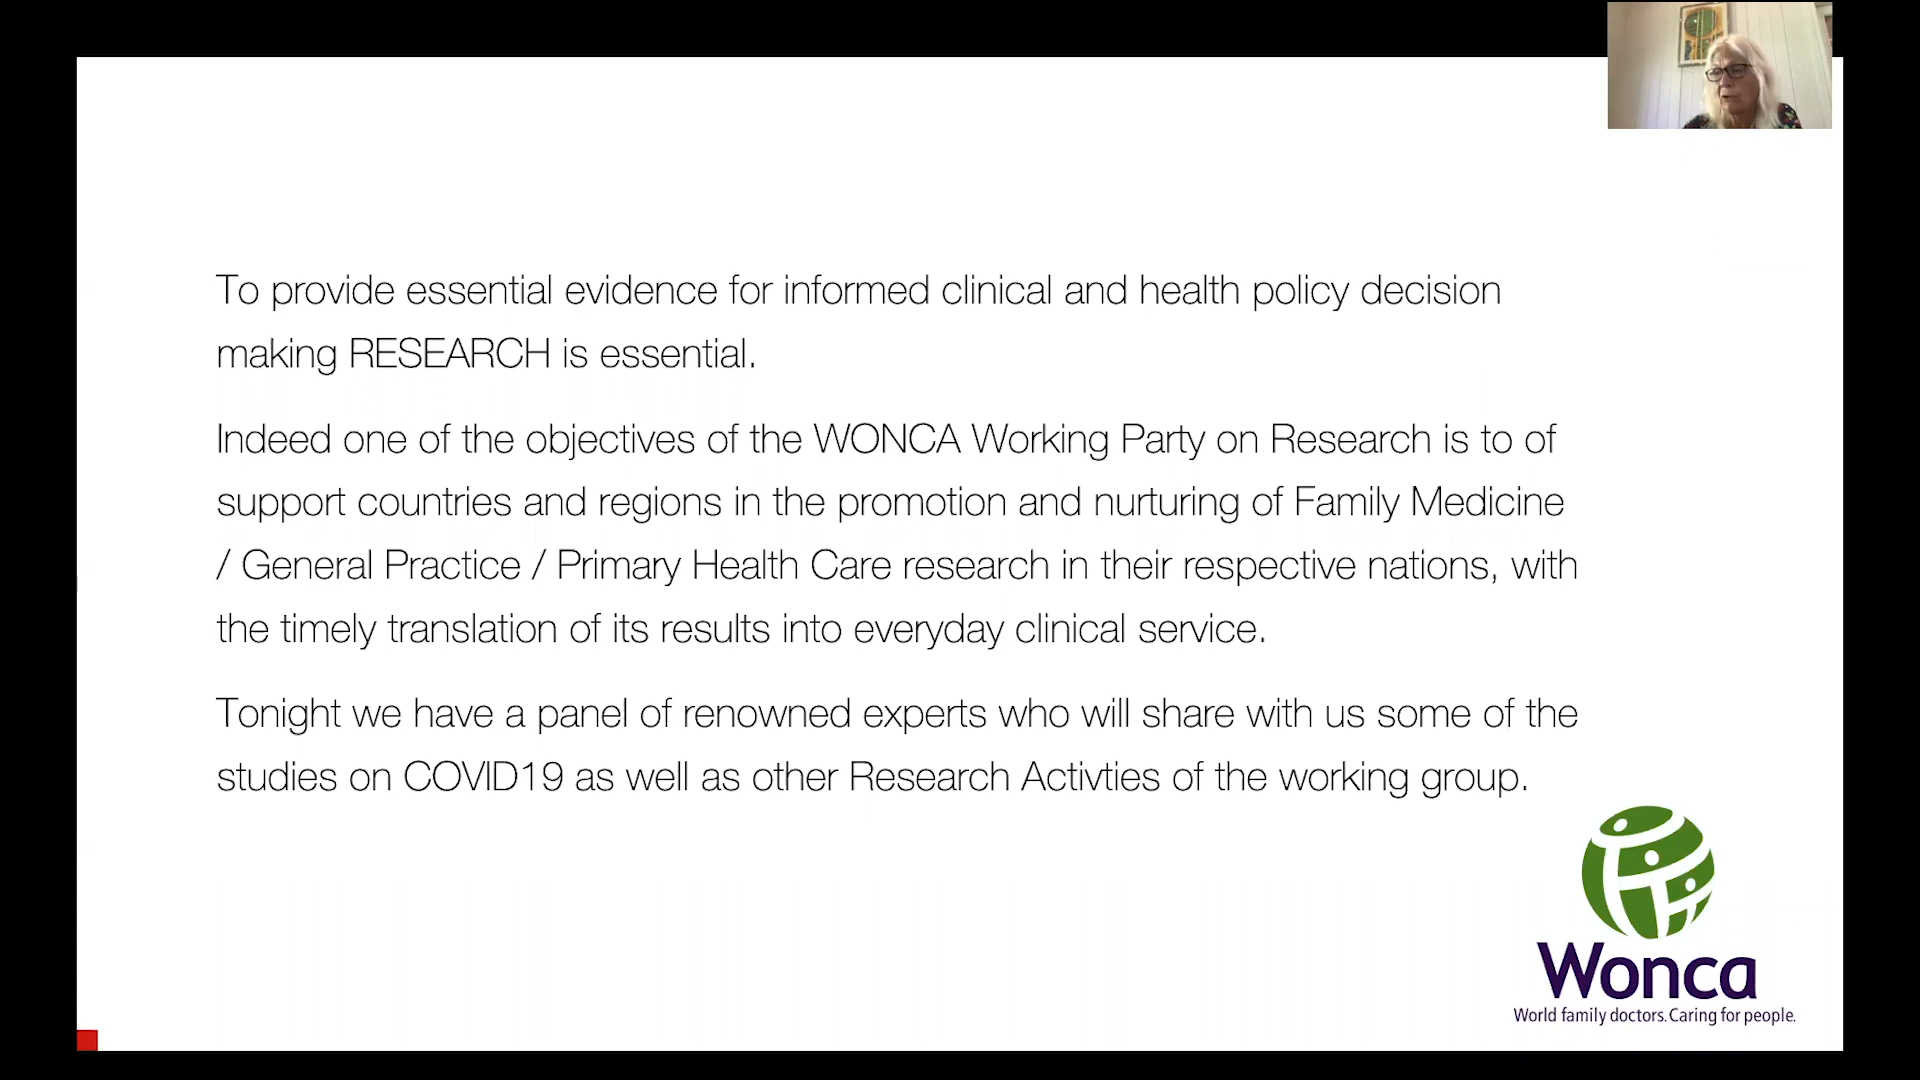 To provide essential evidence for informed clinical and health policy decision
making RESEARCH is essential.
Indeed one of the objectives of the WONCA Working Party on Research is to of
support countries and regions in the promotion and nurturing of Family Medicine
/ General Practice / Primary Health Care research in their respective nations, with
the timely translation of its results into everyday clinical service.
Tonight we have a panel of renowned experts who will share with us some of the
studies on COVID19 as well as other Research Activties of the working group.
Wonca
World family doctors. Caring for people.